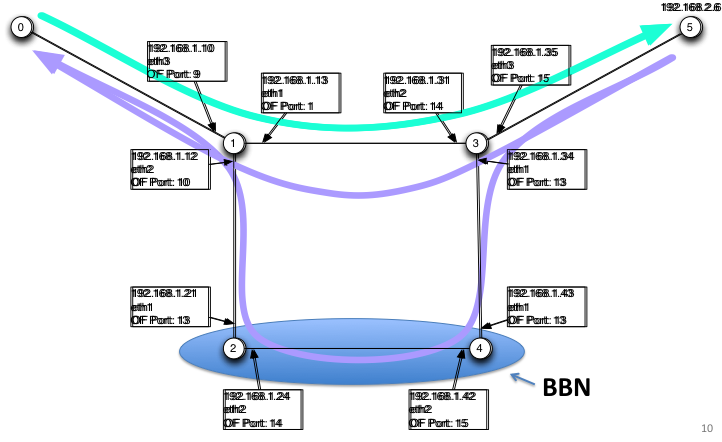 192.168.2.6
0
5
192.168.1.10
eth3
OF Port: 9
192.168.1.13
eth1
OF Port: 1
192.168.1.31
eth2
OF Port: 14
192.168.1.35
eth3
OF Port: 15
1
3
192.168.1.12
eth2
OF Port: 10
192.168.1.34
eth1
OF Port: 13
192.168.1.21
eth1
OF Port: 13
192.168.1.43
eth1
OF Port: 13
2
4
192.168.1.24
eth2
OF Port: 14
192.168.1.42
eth2
OF Port: 15
BBN
10